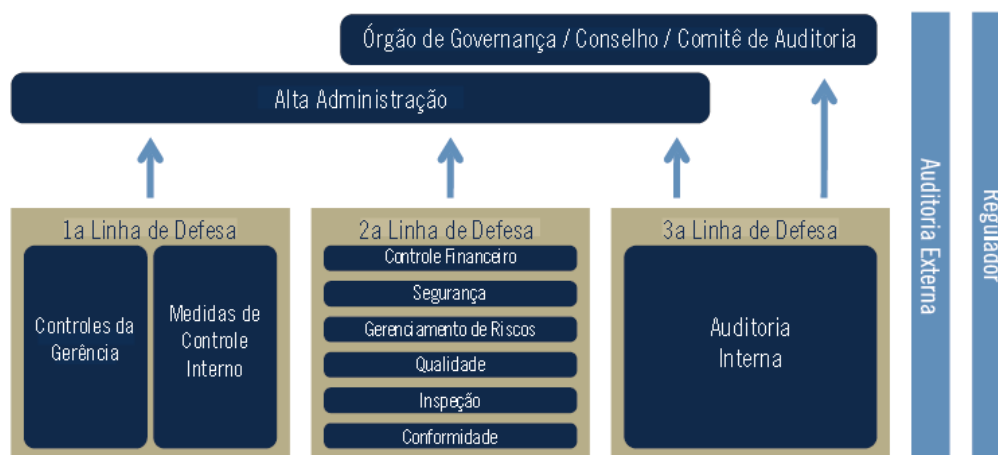 Órgão de Governança / Conselho / Comitê de Auditoria
Alta Administração
1a Linha de Defesa
Controles da
Gerência
Medidas de
Controle
Interno
2a Linha de Defesa
Controle Financeiro
Segurança
Gerenciamento de Riscos
Qualidade
Inspeção
Conformidade
3a Linha de Defesa
Auditoria
Interna
Auditoria Externa
Regulador